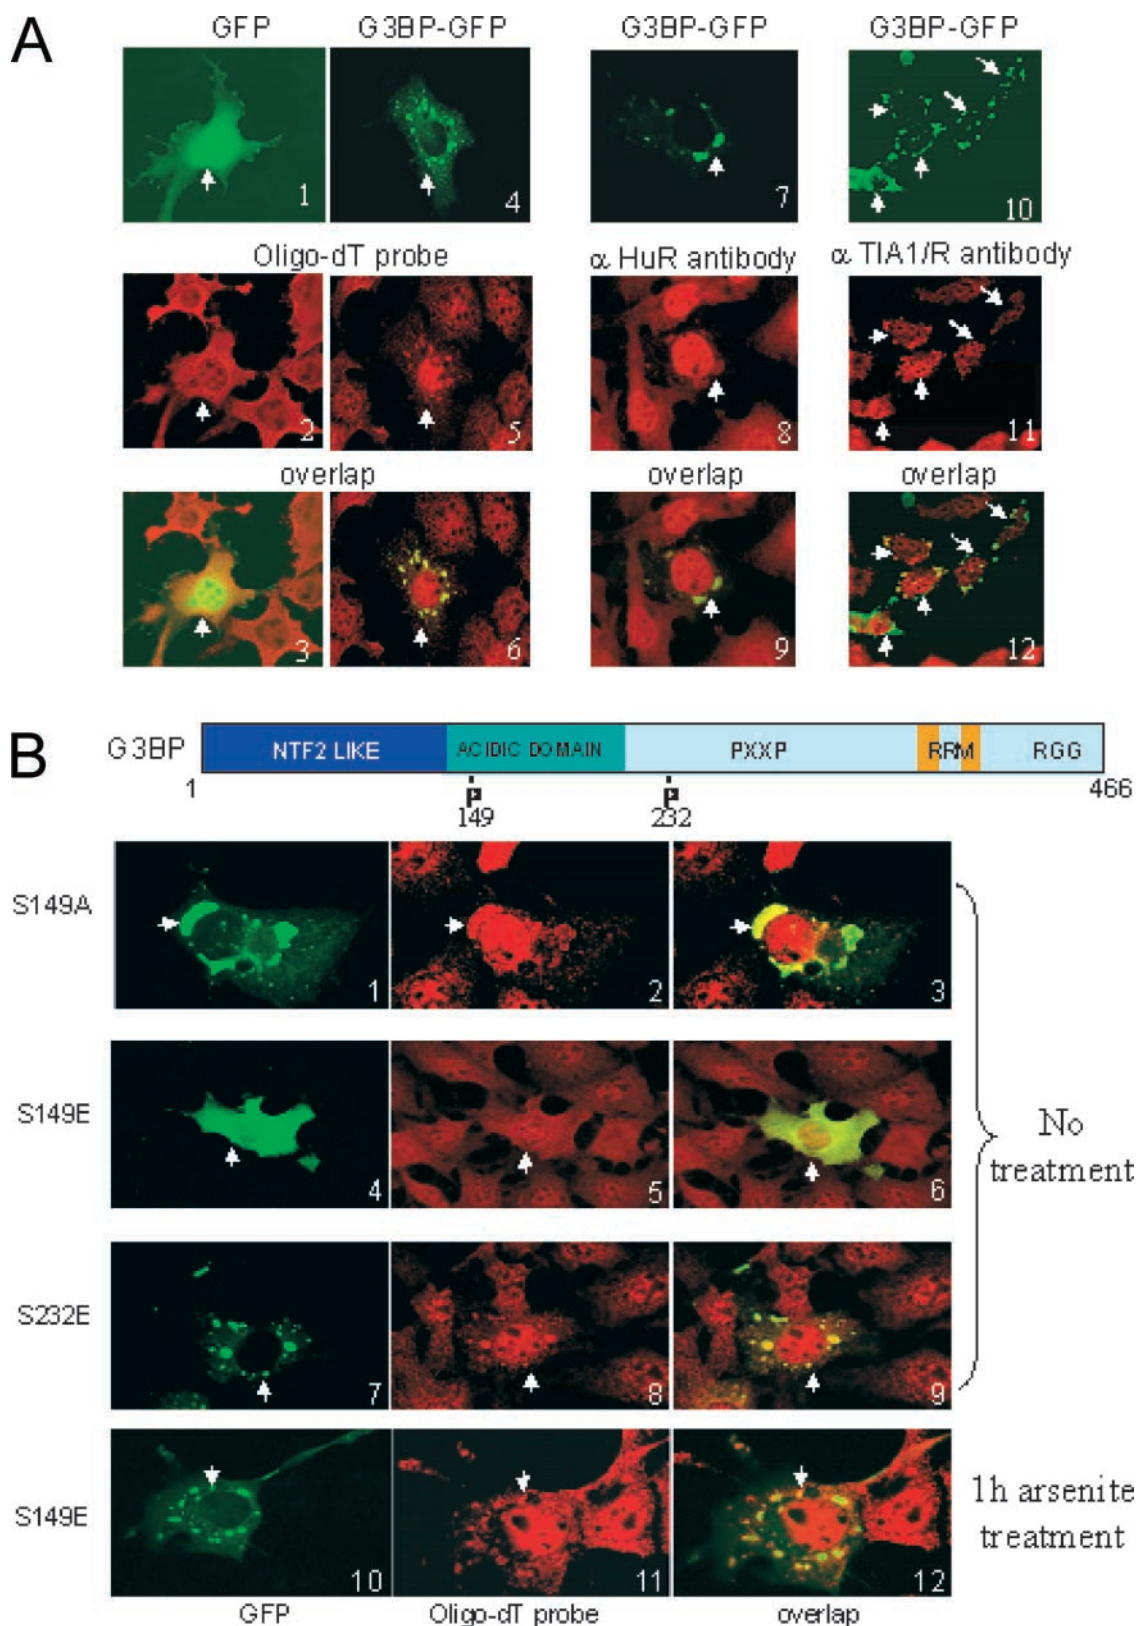 A
GFP G3BP-GFP G3BP-GFP G3BP-GFP
1 4 7 10
Oligo-dT probe α HuR antibody α TIA1/R antibody
2 5 8 11
overlap overlap overlap
3 6 9 12
B
G3BP NTF2 LIKE ACIDIC DOMAIN PXXP RRM RGG
1 466
P P
149 232
S149A 1 2 3
S149E 4 5 6
No
treatment
S232E 7 8 9
S149E 10 11 12
1h arsenite
treatment
GFP Oligo-dT probe overlap